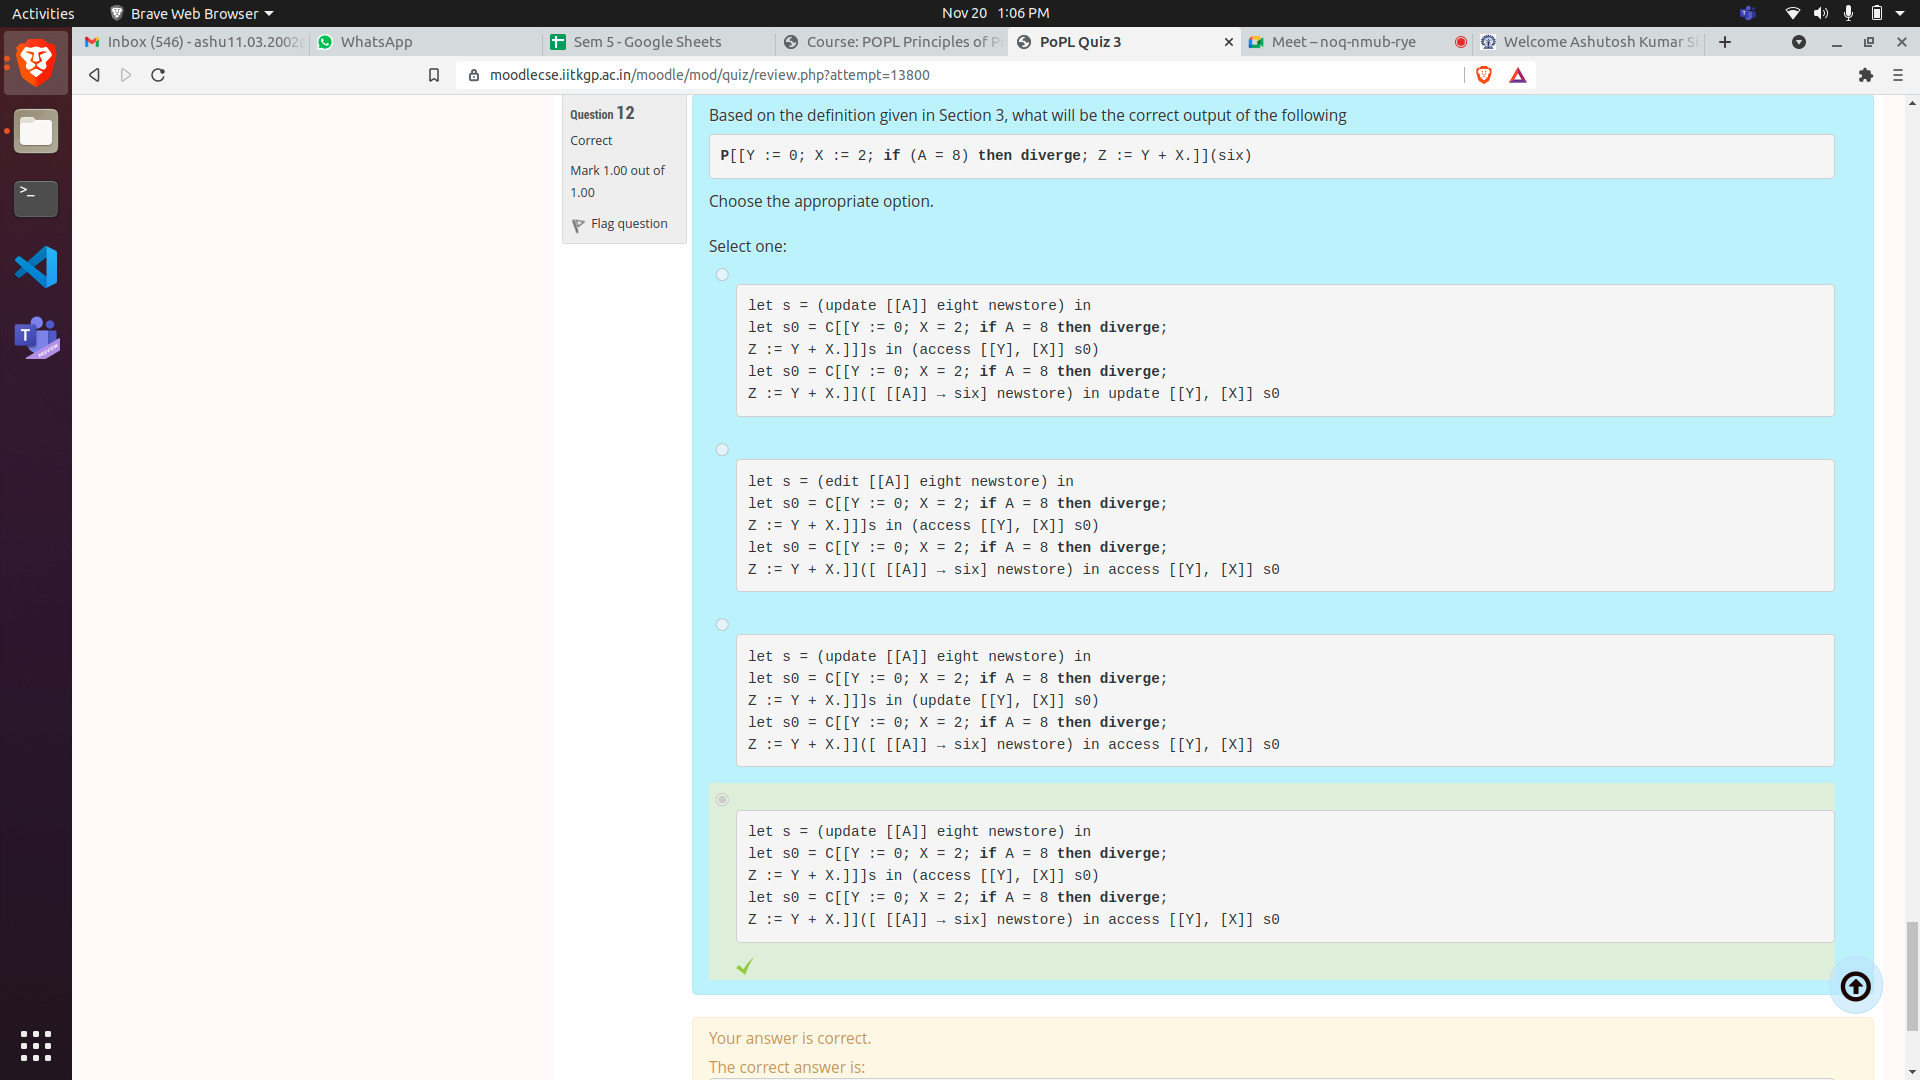 Activities
Brave Web Browser
Nov 20 1:06 PM
Inbox (546) - ashu11.03.2002
WhatsApp
Sem 5 - Google Sheets
Course: POPL Principles of P
PoPL Quiz 3
Meet – noq-nmub-rye
Welcome Ashutosh Kumar Si
moodlecse.iitkgp.ac.in/moodle/mod/quiz/review.php?attempt=13800
Question 12
Correct
Mark 1.00 out of
1.00
Flag question
Based on the definition given in Section 3, what will be the correct output of the following
P[[Y := 0; X := 2; if (A = 8) then diverge; Z := Y + X.]](six)
Choose the appropriate option.
Select one:
let s = (update [[A]] eight newstore) in
let s0 = C[[Y := 0; X = 2; if A = 8 then diverge;
Z := Y + X.]]]s in (access [[Y], [X]] s0)
let s0 = C[[Y := 0; X = 2; if A = 8 then diverge;
Z := Y + X.]]([ [[A]] → six] newstore) in update [[Y], [X]] s0
let s = (edit [[A]] eight newstore) in
let s0 = C[[Y := 0; X = 2; if A = 8 then diverge;
Z := Y + X.]]]s in (access [[Y], [X]] s0)
let s0 = C[[Y := 0; X = 2; if A = 8 then diverge;
Z := Y + X.]]([ [[A]] → six] newstore) in access [[Y], [X]] s0
let s = (update [[A]] eight newstore) in
let s0 = C[[Y := 0; X = 2; if A = 8 then diverge;
Z := Y + X.]]]s in (update [[Y], [X]] s0)
let s0 = C[[Y := 0; X = 2; if A = 8 then diverge;
Z := Y + X.]]([ [[A]] → six] newstore) in access [[Y], [X]] s0
let s = (update [[A]] eight newstore) in
let s0 = C[[Y := 0; X = 2; if A = 8 then diverge;
Z := Y + X.]]]s in (access [[Y], [X]] s0)
let s0 = C[[Y := 0; X = 2; if A = 8 then diverge;
Z := Y + X.]]([ [[A]] → six] newstore) in access [[Y], [X]] s0
Your answer is correct.
The correct answer is: